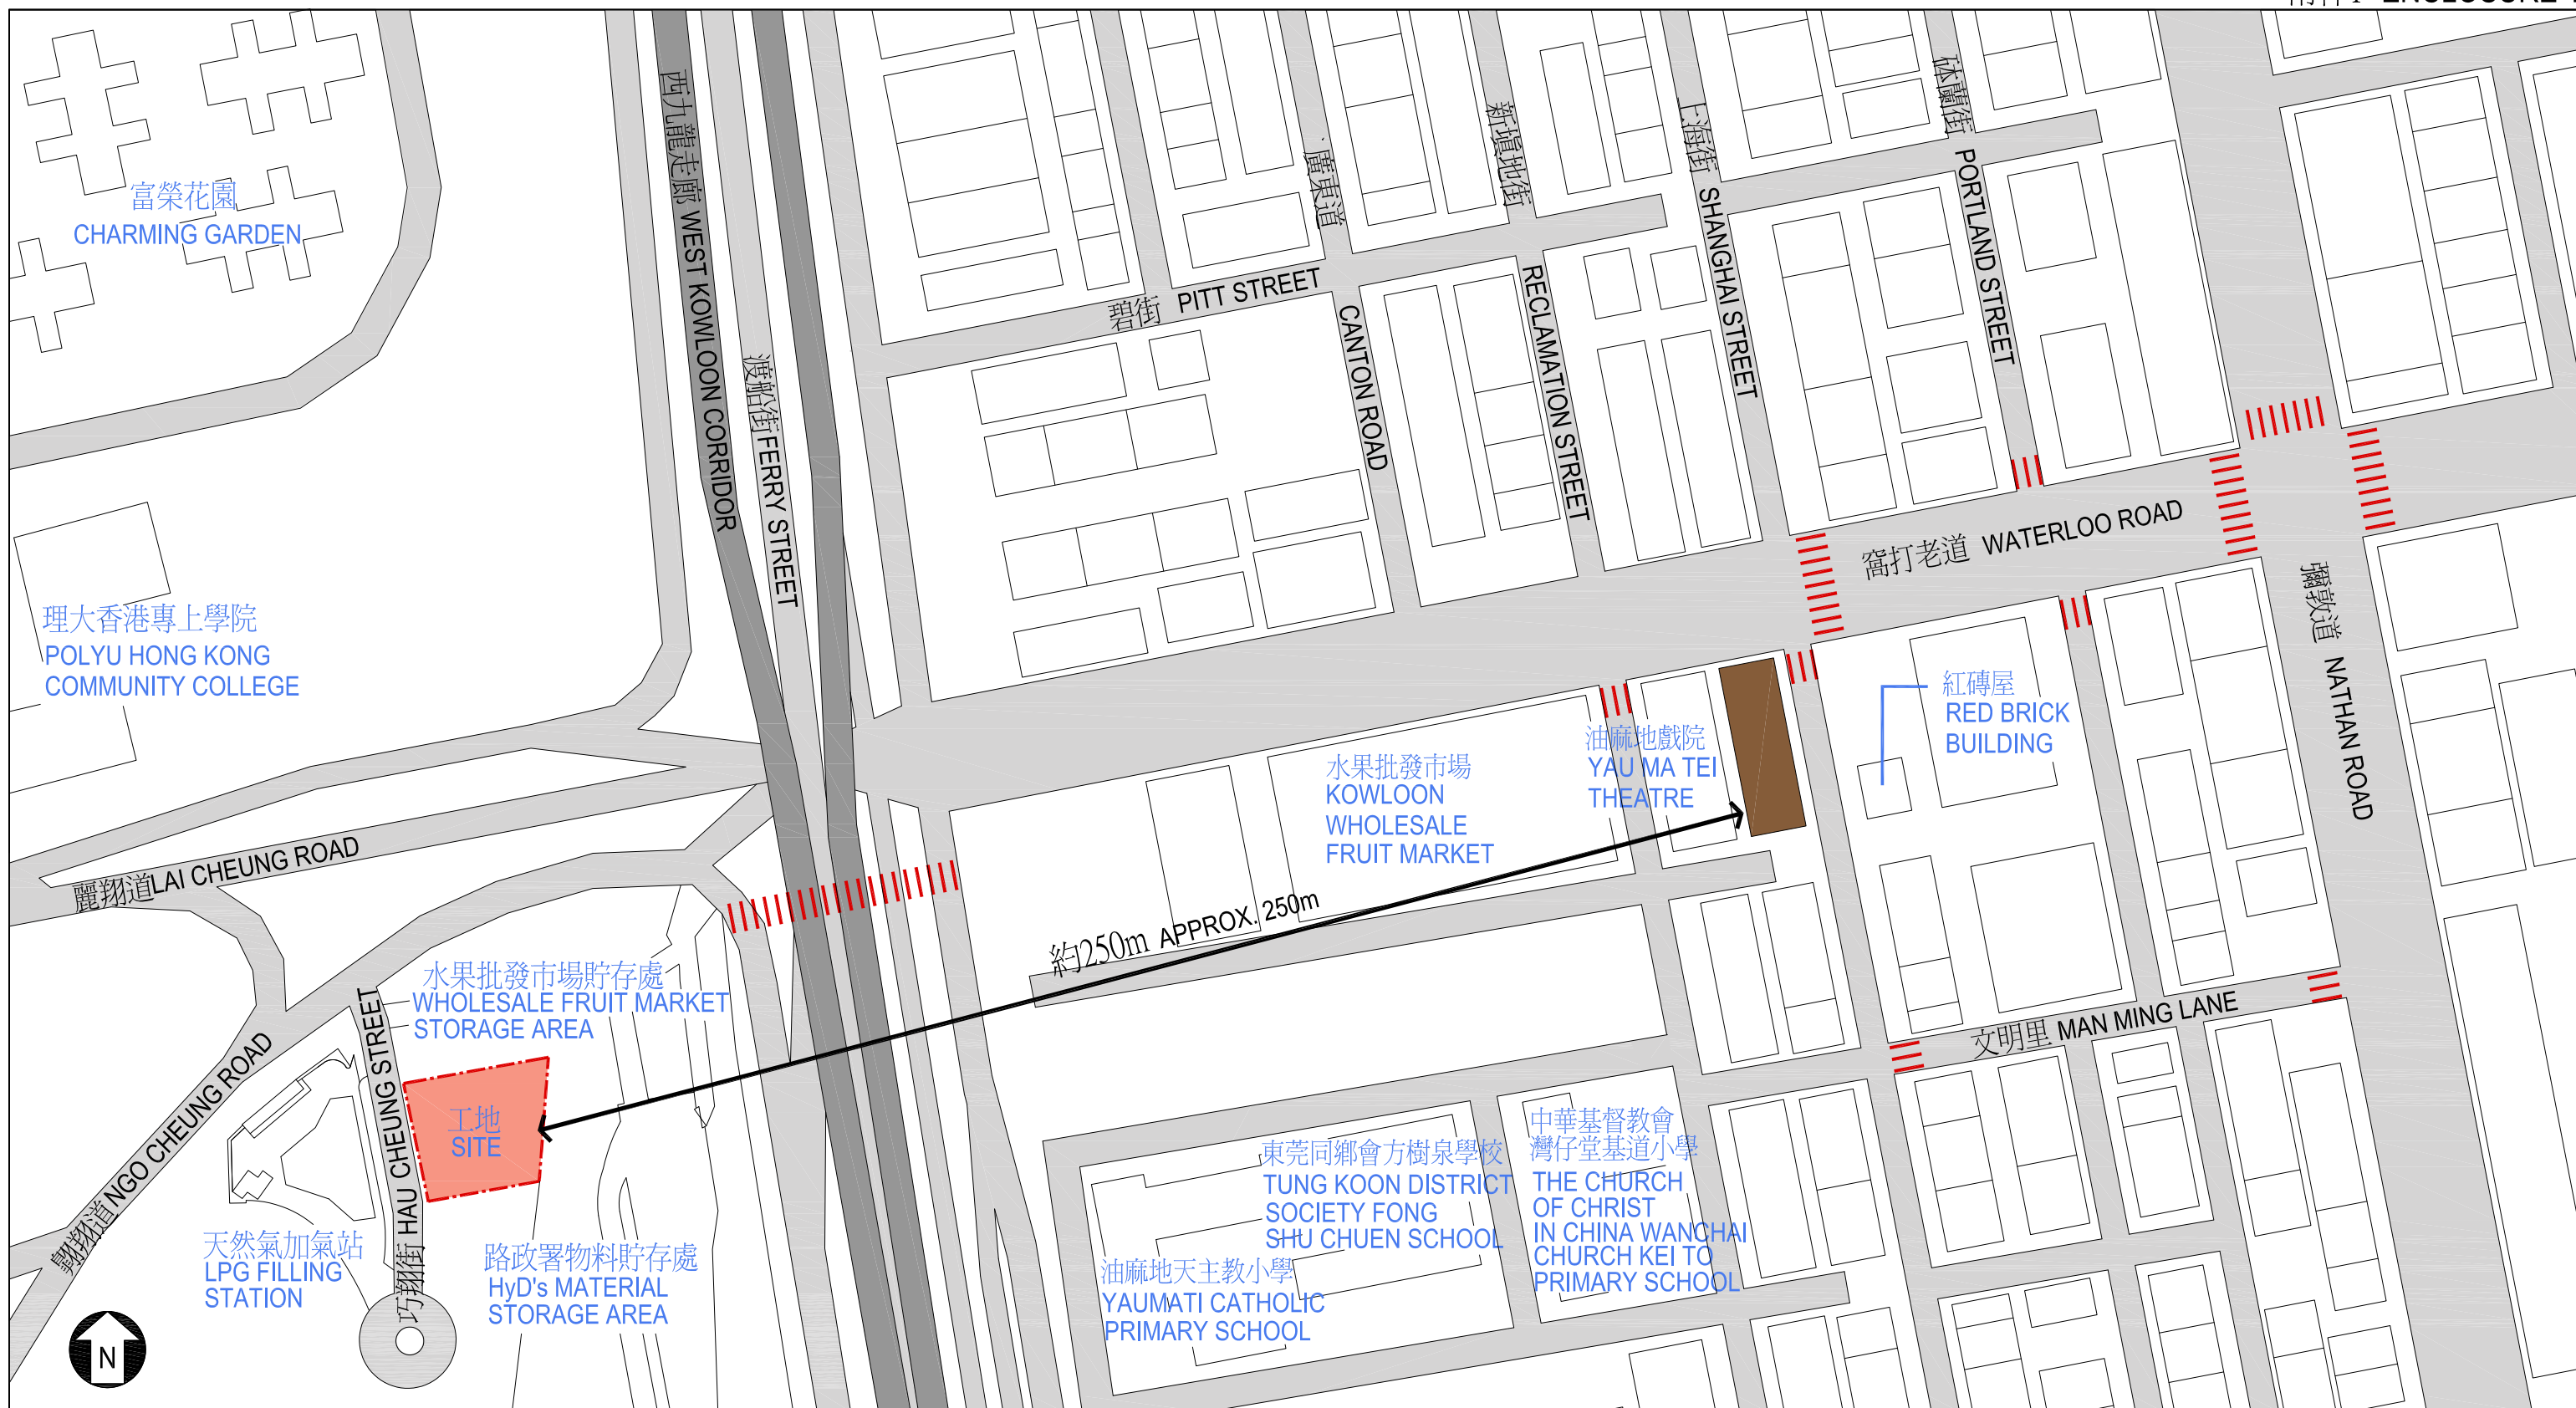 ENCLOSURE
富榮花園
CHARMING GARDEN
西九龍走廊 WEST KOWLOON CORRIDOR
渡船街 FERRY STREET
碧街 PITT STREET
廣東道
CANTON ROAD
新填地街
RECLAMATION STREET
上海街 SHANGHAI STREET
砵蘭街 PORTLAND STREET
窩打老道 WATERLOO ROAD
彌敦道 NATHAN ROAD
理大香港專上學院
POLYU HONG KONG
COMMUNITY COLLEGE
紅磚屋
RED BRICK
BUILDING
油麻地戲院
YAU MA TEI
THEATRE
水果批發市場
KOWLOON
WHOLESALE
FRUIT MARKET
麗翔道 LAI CHEUNG ROAD
約250m APPROX. 250m
水果批發市場貯存處
WHOLESALE FRUIT MARKET
STORAGE AREA
文明里 MAN MING LANE
翱翔道 NGO CHEUNG ROAD
巧翔街 HAU CHEUNG STREET
工地
SITE
天然氣加氣站
LPG FILLING
STATION
路政署物料貯存處
HyD's MATERIAL
STORAGE AREA
東莞同鄉會方樹泉學校
TUNG KOON DISTRICT
SOCIETY FONG
SHU CHUEN SCHOOL
中華基督教會
灣仔堂基道小學
THE CHURCH
OF CHRIST
IN CHINA WANCHAI
CHURCH KEI TO
PRIMARY SCHOOL
油麻地天主教小學
YAUMATI CATHOLIC
PRIMARY SCHOOL
N